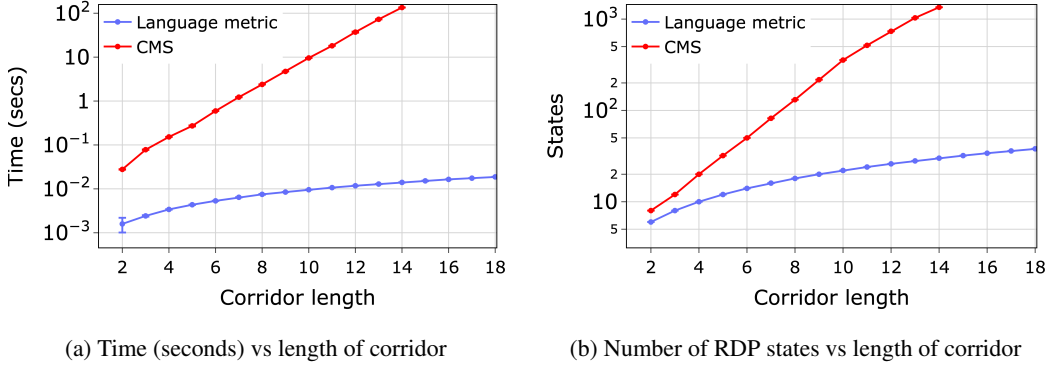 Language metric
CMS
10²
10
1
10⁻¹
10⁻²
10⁻³
Time (secs)
2 4 6 8 10 12 14 16 18
Corridor length
(a) Time (seconds) vs length of corridor
Language metric
CMS
10³
5
2
10²
5
2
10
5
States
2 4 6 8 10 12 14 16 18
Corridor length
(b) Number of RDP states vs length of corridor